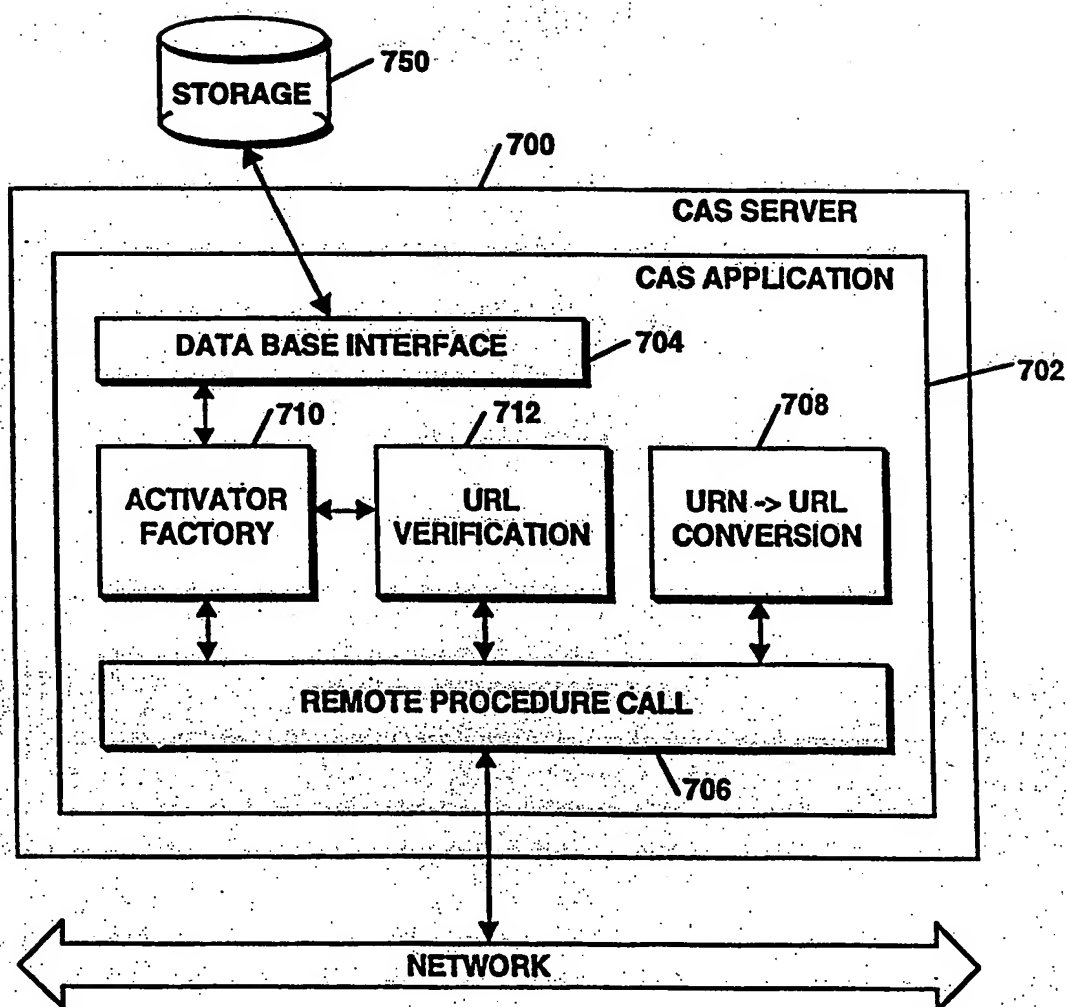 STORAGE
750
700
CAS SERVER
CAS APPLICATION
DATA BASE INTERFACE
704
702
710
712
708
ACTIVATOR
FACTORY
URL
VERIFICATION
URN -> URL
CONVERSION
REMOTE PROCEDURE CALL
706
NETWORK